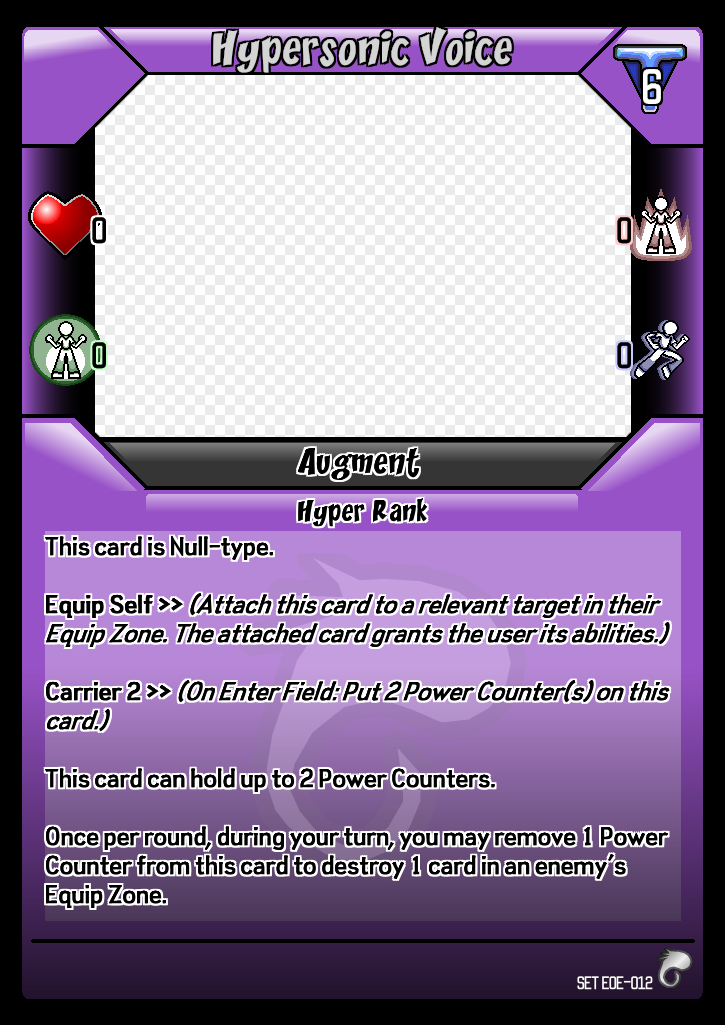 Hypersonic Voice
6
0
0
0
0
Augment
Hyper Rank
This card is Null-type.
Equip Self >> (Attach this card to a relevant target in their
Equip Zone. The attached card grants the user its abilities.)
Carrier 2 >> (On Enter Field: Put 2 Power Counter(s) on this
card.)
This card can hold up to 2 Power Counters.
Once per round, during your turn, you may remove 1 Power
Counter from this card to destroy 1 card in an enemy's
Equip Zone.
SET EOE-012